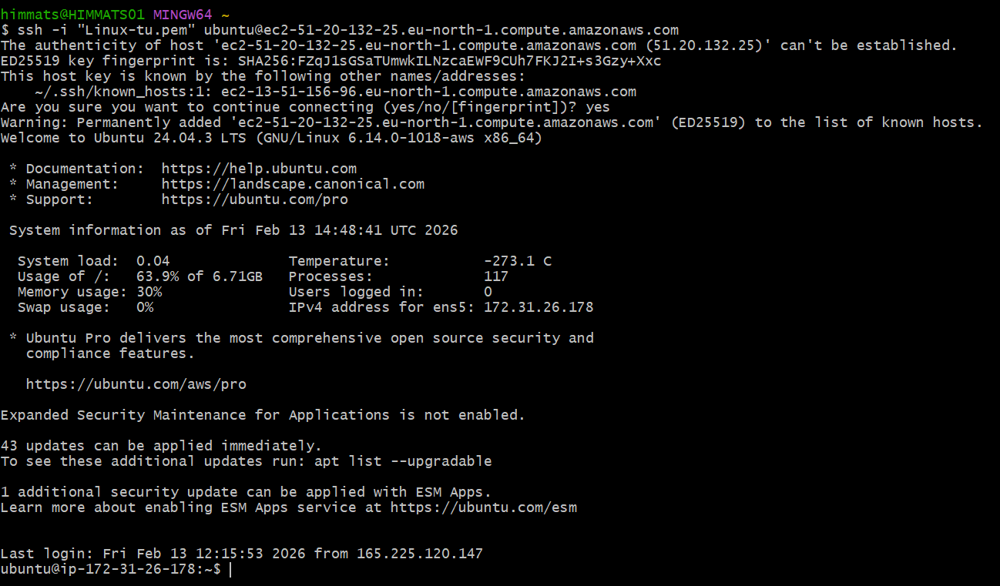 himmats@HIMMATS01 MINGW64 ~
$ ssh -i "Linux-tu.pem" ubuntu@ec2-51-20-132-25.eu-north-1.compute.amazonaws.com
The authenticity of host 'ec2-51-20-132-25.eu-north-1.compute.amazonaws.com (51.20.132.25)' can't be established.
ED25519 key fingerprint is: SHA256:FZqJ1sGSaTUmwkILNzcaEWF9CUh7FKJ2I+s3Gzy+Xxc
This host key is known by the following other names/addresses:
    ~/.ssh/known_hosts:1: ec2-13-51-156-96.eu-north-1.compute.amazonaws.com
Are you sure you want to continue connecting (yes/no/[fingerprint])? yes
Warning: Permanently added 'ec2-51-20-132-25.eu-north-1.compute.amazonaws.com' (ED25519) to the list of known hosts.
Welcome to Ubuntu 24.04.3 LTS (GNU/Linux 6.14.0-1018-aws x86_64)

 * Documentation:  https://help.ubuntu.com
 * Management:     https://landscape.canonical.com
 * Support:        https://ubuntu.com/pro

 System information as of Fri Feb 13 14:48:41 UTC 2026

  System load:  0.04              Temperature:           -273.1 C
  Usage of /:   63.9% of 6.71GB   Processes:             117
  Memory usage: 30%               Users logged in:       0
  Swap usage:   0%                IPv4 address for ens5: 172.31.26.178

 * Ubuntu Pro delivers the most comprehensive open source security and
   compliance features.

   https://ubuntu.com/aws/pro

Expanded Security Maintenance for Applications is not enabled.

43 updates can be applied immediately.
To see these additional updates run: apt list --upgradable

1 additional security update can be applied with ESM Apps.
Learn more about enabling ESM Apps service at https://ubuntu.com/esm


Last login: Fri Feb 13 12:15:53 2026 from 165.225.120.147
ubuntu@ip-172-31-26-178:~$